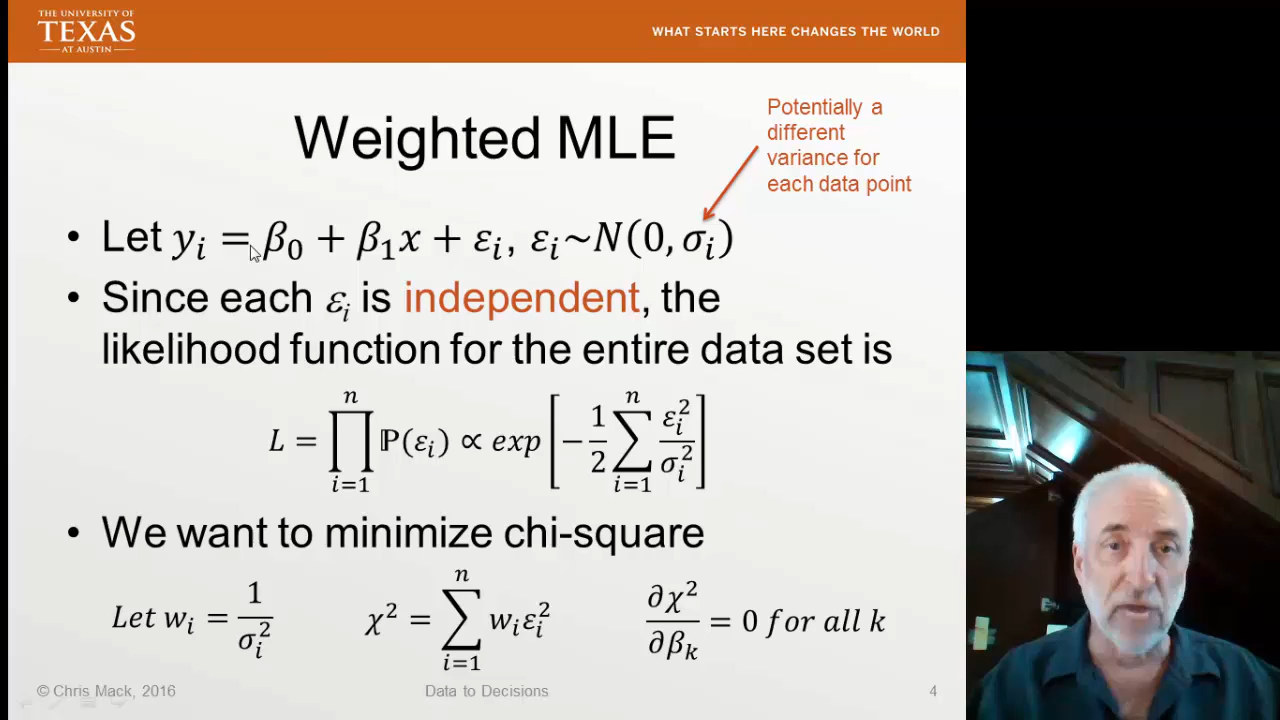 THE UNIVERSITY OF
TEXAS
AT AUSTIN
WHAT STARTS HERE CHANGES THE WORLD
Weighted MLE
Potentially a
different
variance for
each data point
• Let yᵢ = β₀ + β₁x + εᵢ, εᵢ~N(0, σᵢ)
• Since each εᵢ is independent, the
likelihood function for the entire data set is
L = ∏ᵢ₌₁ⁿ ℙ(εᵢ) ∝ exp [−1/2 ∑ᵢ₌₁ⁿ εᵢ²/σᵢ²]
• We want to minimize chi-square
Let wᵢ = 1/σᵢ² χ² = ∑ᵢ₌₁ⁿ wᵢεᵢ² ∂χ²/∂βₖ = 0 for all k
© Chris Mack, 2016 Data to Decisions 4